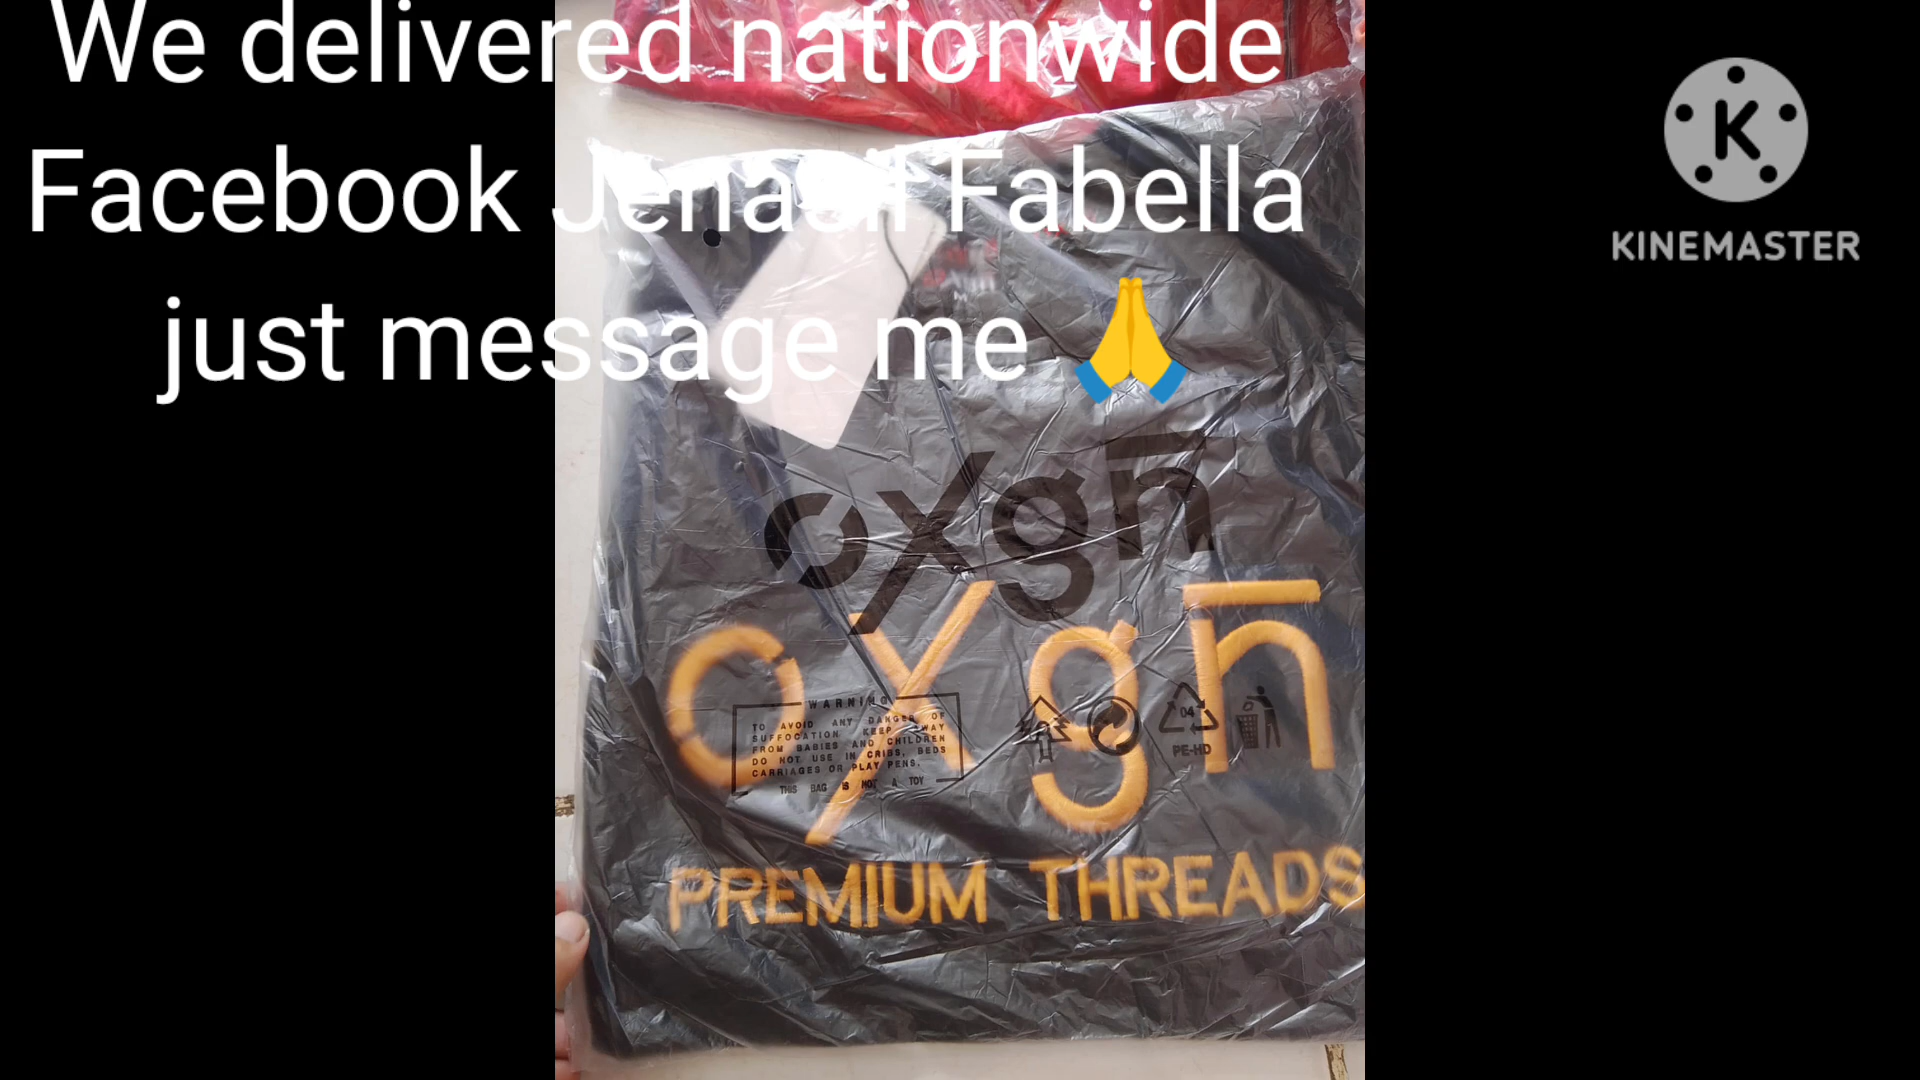 We delivered nationwide
Facebook Jenasil Fabella
just message me 🙏
K
KINEMASTER
oxgn̄
oxgn̄
WARNING
TO AVOID ANY DANGER OF
SUFFOCATION KEEP AWAY
FROM BABIES AND CHILDREN
DO NOT USE IN CRIBS, BEDS
CARRIAGES OR PLAY PENS.
THIS BAG IS NOT A TOY
04
PE-HD
PREMIUM THREADS